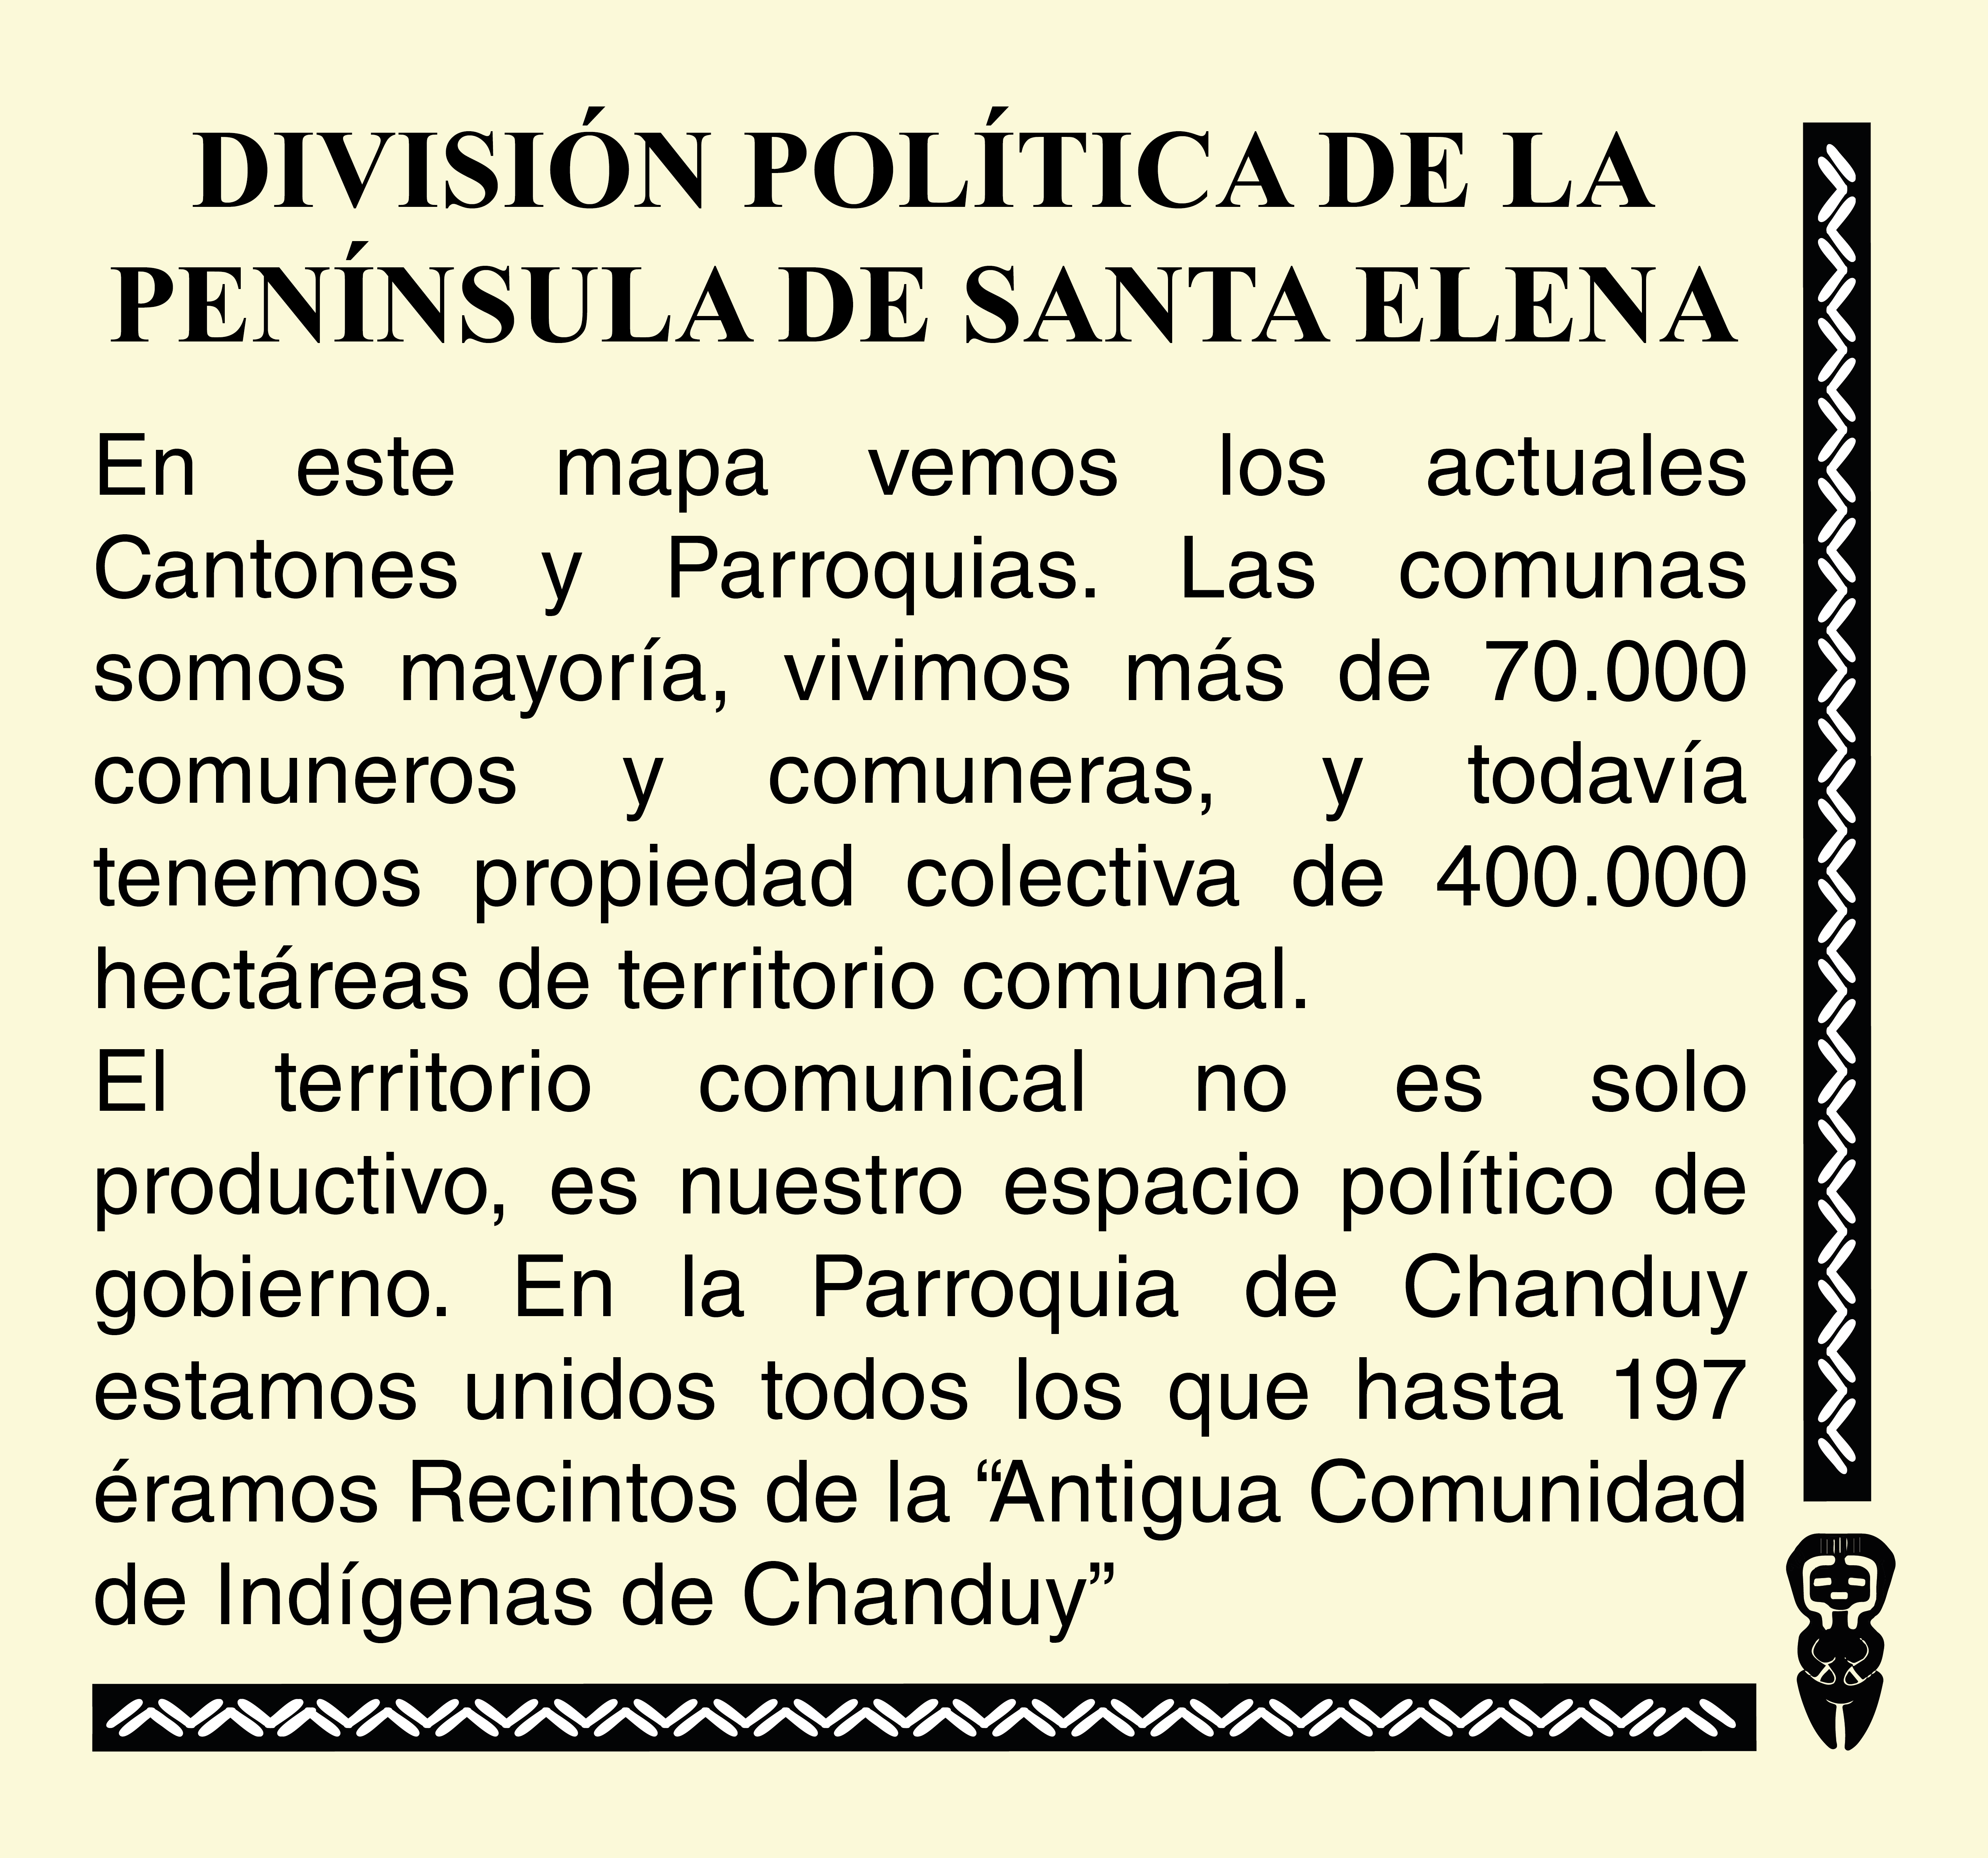 DIVISIÓN POLÍTICA DE LA
PENÍNSULA DE SANTA ELENA
En este mapa vemos los actuales
Cantones y Parroquias. Las comunas
somos mayoría, vivimos más de 70.000
comuneros y comuneras, y todavía
tenemos propiedad colectiva de 400.000
hectáreas de territorio comunal.
El territorio comunical no es solo
productivo, es nuestro espacio político de
gobierno. En la Parroquia de Chanduy
estamos unidos todos los que hasta 197
éramos Recintos de la “Antigua Comunidad
de Indígenas de Chanduy”